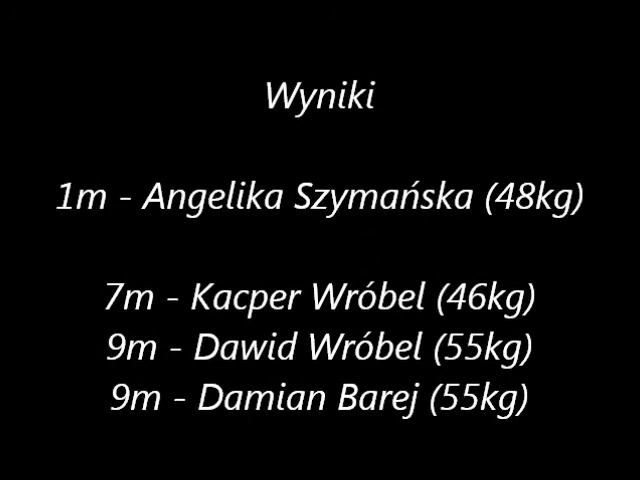 Wyniki
1m - Angelika Szymańska (48kg)
7m - Kacper Wróbel (46kg)
9m - Dawid Wróbel (55kg)
9m - Damian Barej (55kg)